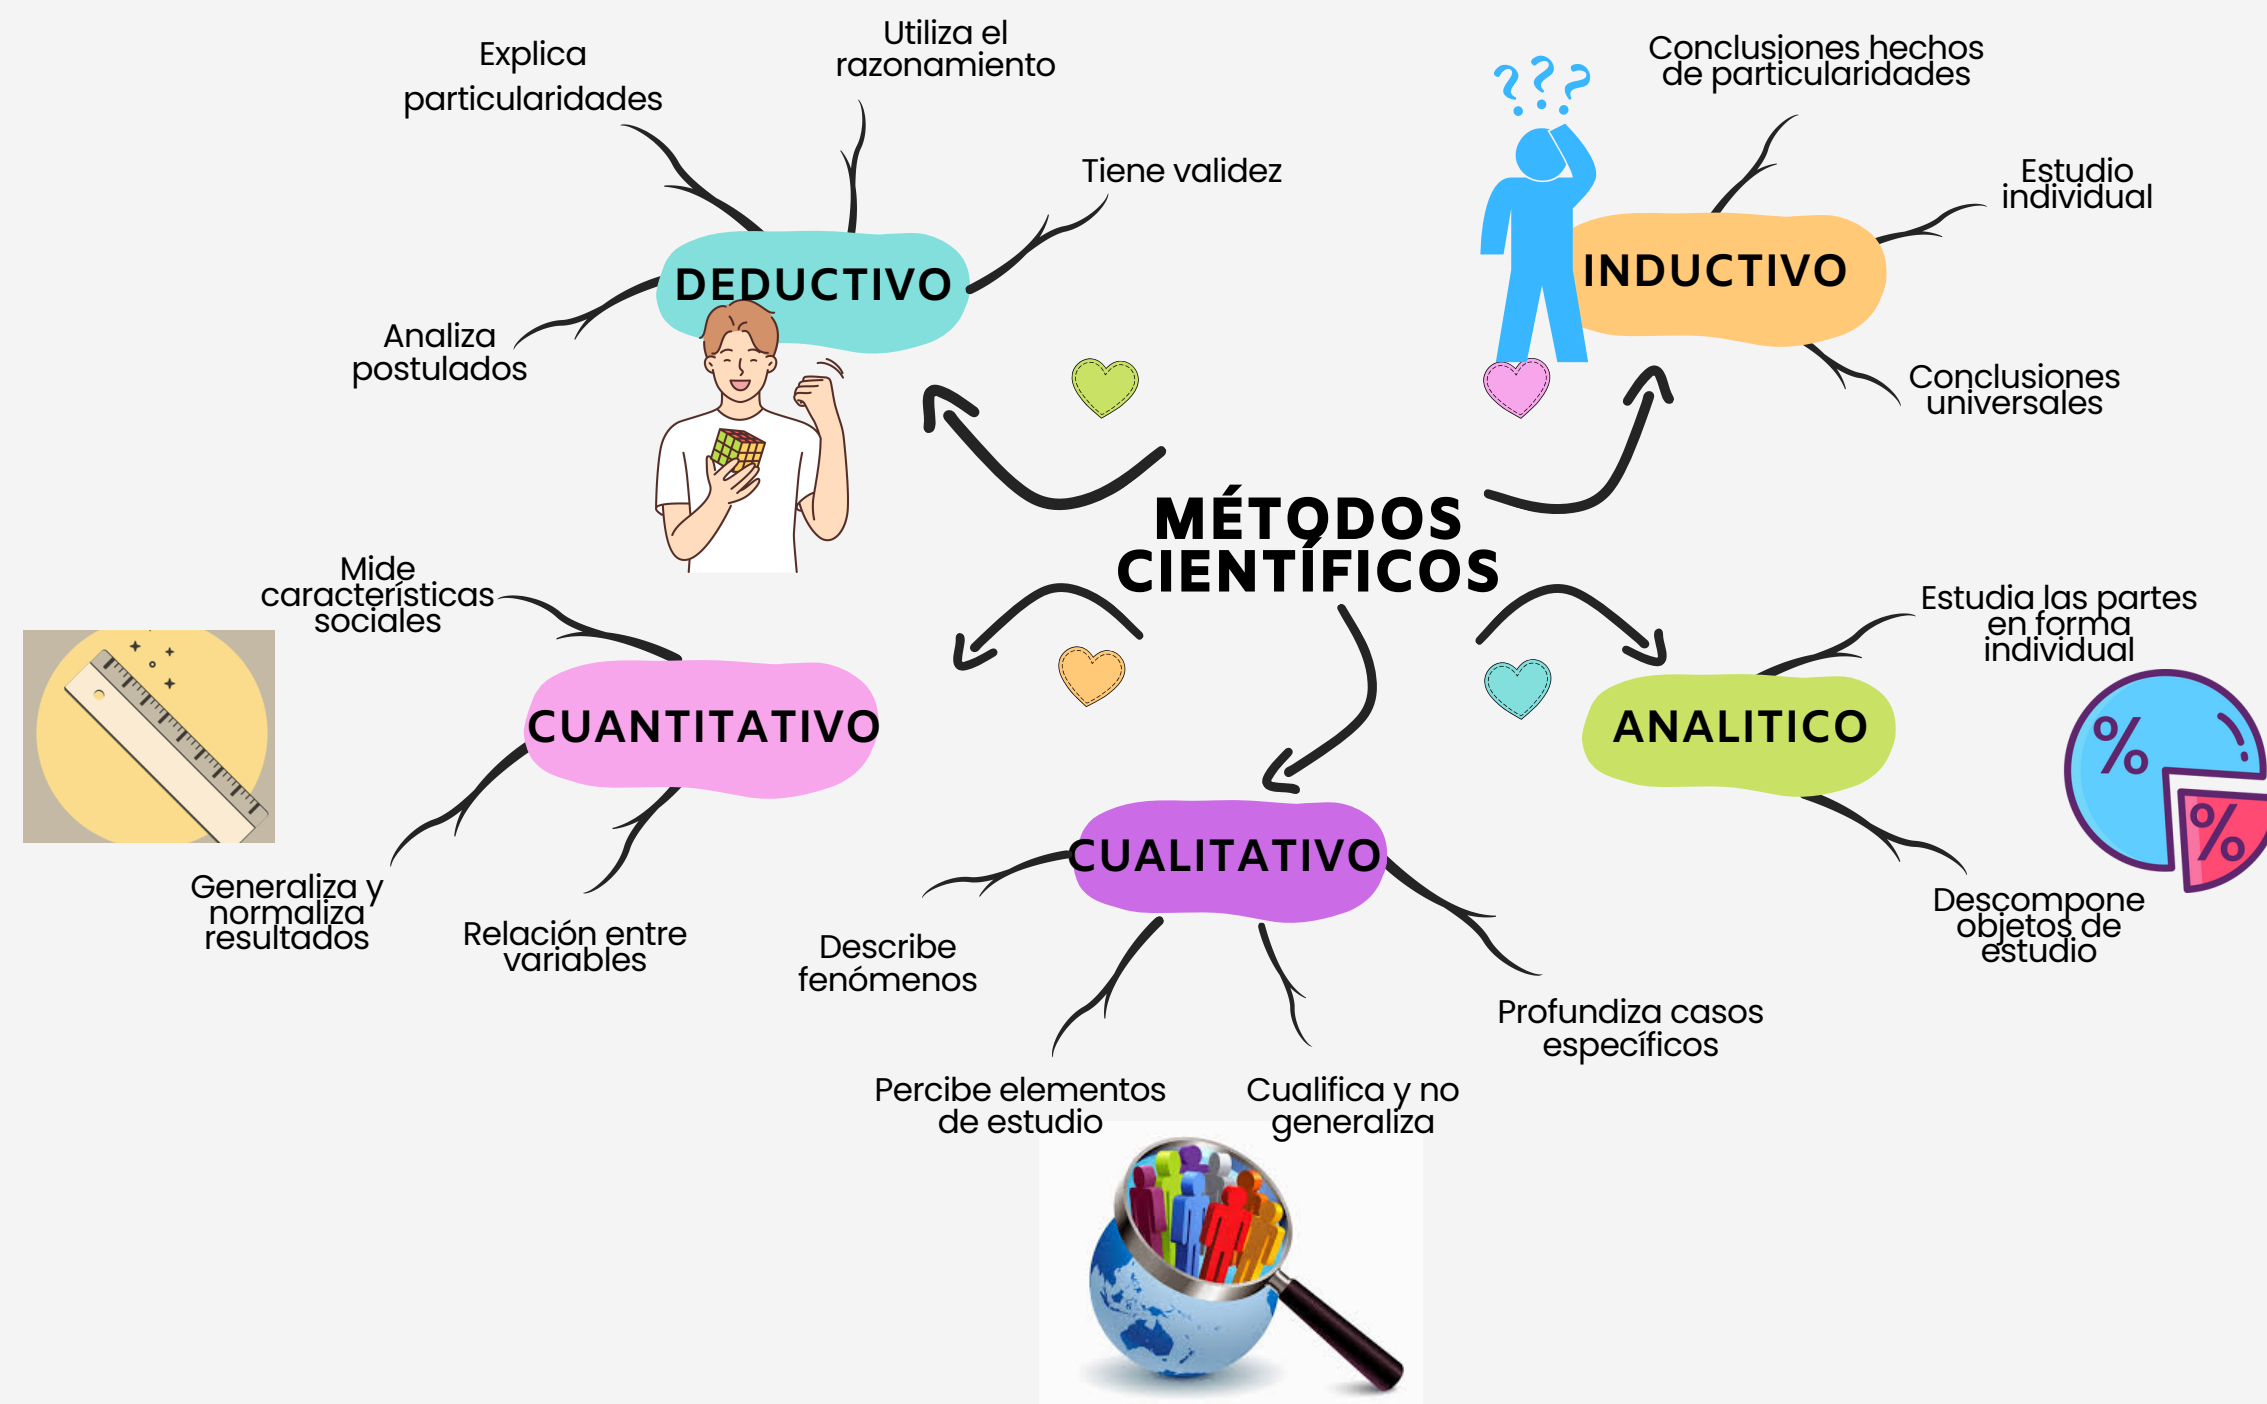 MÉTODOS
CIENTÍFICOS
DEDUCTIVO
Explica
particularidades
Utiliza el
razonamiento
Tiene validez
Analiza
postulados
???
INDUCTIVO
Conclusiones hechos
de particularidades
Estudio
individual
Conclusiones
universales
CUANTITATIVO
Mide
características
sociales
Generaliza y
normaliza
resultados
Relación entre
variables
CUALITATIVO
Describe
fenómenos
Percibe elementos
de estudio
Cualifica y no
generaliza
Profundiza casos
específicos
ANALITICO
Estudia las partes
en forma
individual
Descompone
objetos de
estudio
%
%